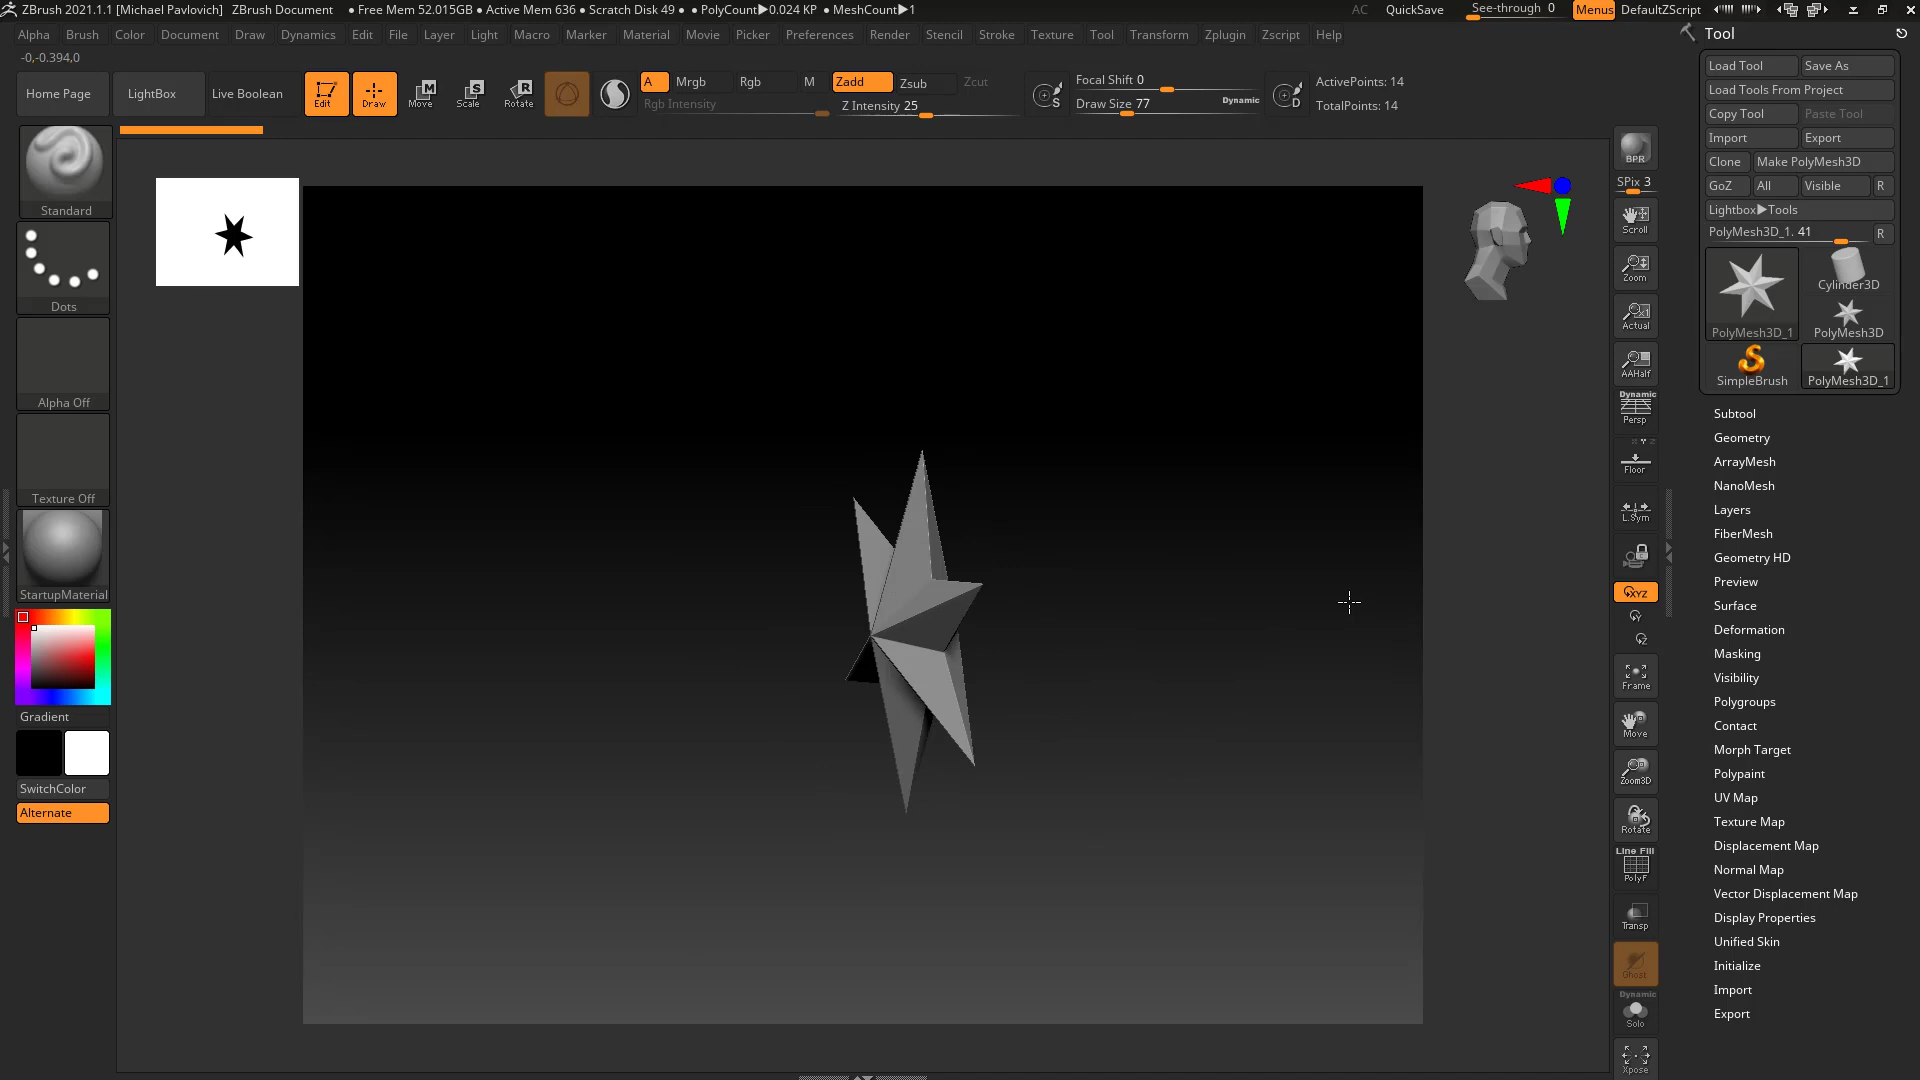 ZBrush 2021.1.1 [Michael Pavlovich] ZBrush Document • Free Mem 52.015GB • Active Mem 636 • Scratch Disk 49 • • PolyCount▶0.024 KP • MeshCount▶1 AC QuickSave See-through 0 Menus DefaultZScript
Alpha Brush Color Document Draw Dynamics Edit File Layer Light Macro Marker Material Movie Picker Preferences Render Stencil Stroke Texture Tool Transform Zplugin Zscript Help
-0,-0.394,0
Home Page LightBox Live Boolean Edit Draw Move Scale Rotate
A Mrgb Rgb M Zadd Zsub Zcut
Rgb Intensity Z Intensity 25
S Focal Shift 0
Draw Size 77 Dynamic
D ActivePoints: 14
TotalPoints: 14
Standard
Dots
Alpha Off
Texture Off
StartupMaterial
Gradient
SwitchColor
Alternate
BPR
SPix 3
Scroll
Zoom
Actual
AAHalf
Dynamic
Persp
Floor
L.Sym
XYZ
Y
Z
Frame
Move
Zoom3D
Rotate
Line Fill
PolyF
Transp
Ghost
Dynamic
Solo
Xpose
Tool
Load Tool Save As
Load Tools From Project
Copy Tool Paste Tool
Import Export
Clone Make PolyMesh3D
GoZ All Visible R
Lightbox▶Tools
PolyMesh3D_1. 41 R
Cylinder3D
PolyMesh3D_1 PolyMesh3D
SimpleBrush PolyMesh3D_1
Subtool
Geometry
ArrayMesh
NanoMesh
Layers
FiberMesh
Geometry HD
Preview
Surface
Deformation
Masking
Visibility
Polygroups
Contact
Morph Target
Polypaint
UV Map
Texture Map
Displacement Map
Normal Map
Vector Displacement Map
Display Properties
Unified Skin
Initialize
Import
Export